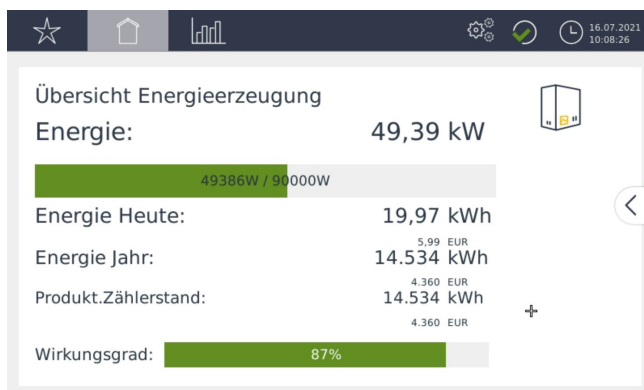 16.07.2021
10:08:26
Übersicht Energieerzeugung
Energie: 49,39 kW
49386W / 90000W
Energie Heute: 19,97 kWh
5,99 EUR
Energie Jahr: 14.534 kWh
4.360 EUR
Produkt.Zählerstand: 14.534 kWh
4.360 EUR
Wirkungsgrad: 87%